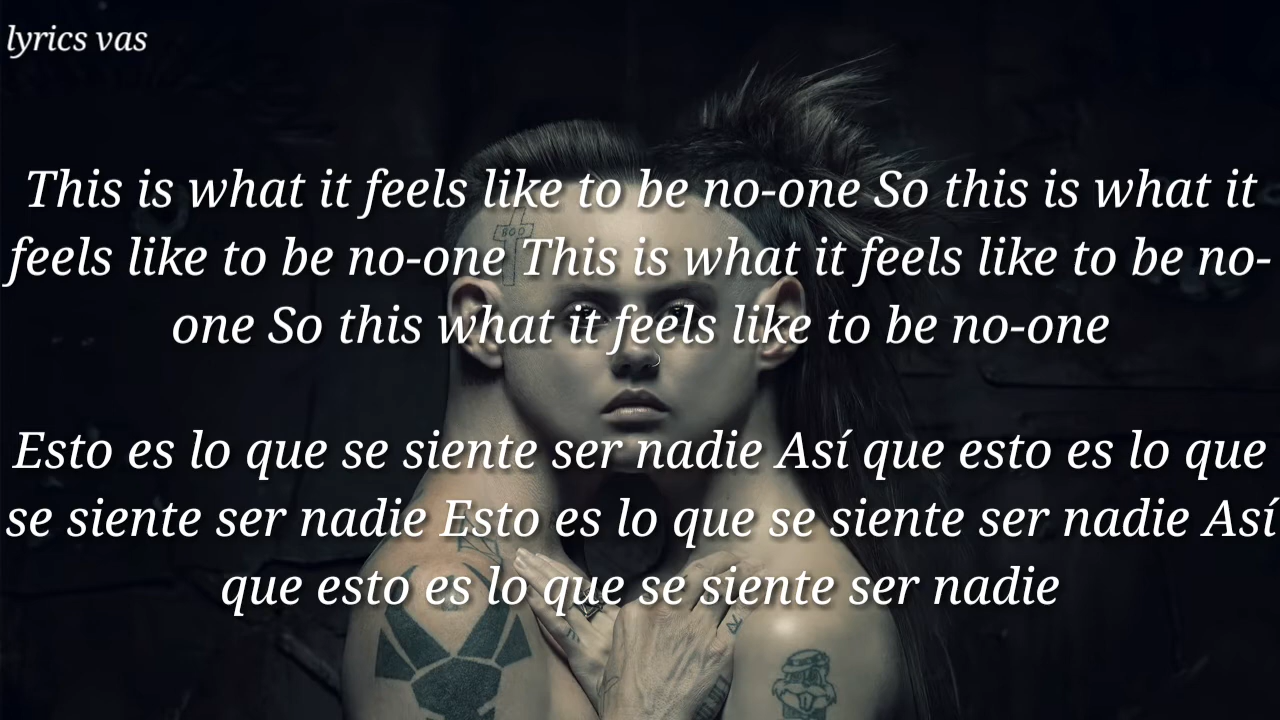 lyrics vas
This is what it feels like to be no-one So this is what it
feels like to be no-one This is what it feels like to be no-
one So this what it feels like to be no-one
BOO
Esto es lo que se siente ser nadie Así que esto es lo que
se siente ser nadie Esto es lo que se siente ser nadie Así
que esto es lo que se siente ser nadie